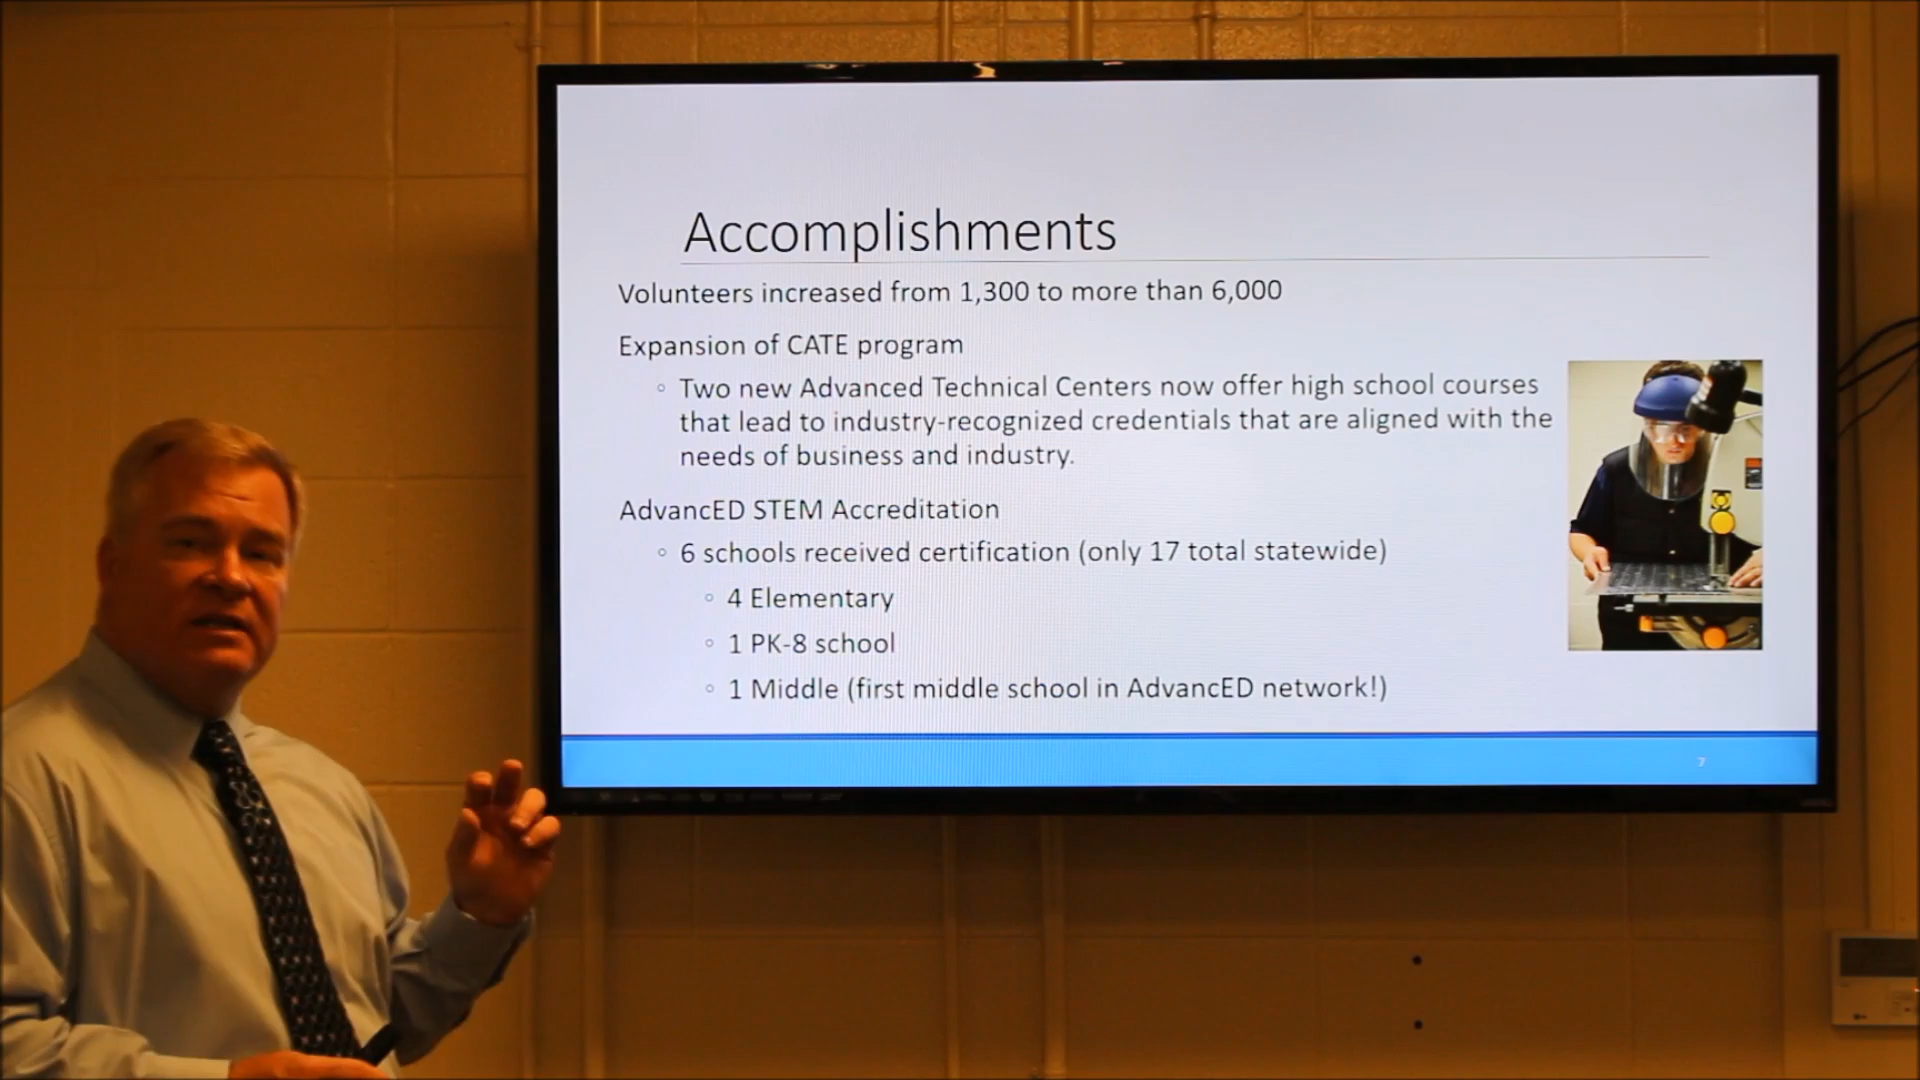 Accomplishments
Volunteers increased from 1,300 to more than 6,000
Expansion of CATE program
◦ Two new Advanced Technical Centers now offer high school courses
that lead to industry-recognized credentials that are aligned with the
needs of business and industry.
AdvancED STEM Accreditation
◦ 6 schools received certification (only 17 total statewide)
◦ 4 Elementary
◦ 1 PK-8 school
◦ 1 Middle (first middle school in AdvancED network!)
7